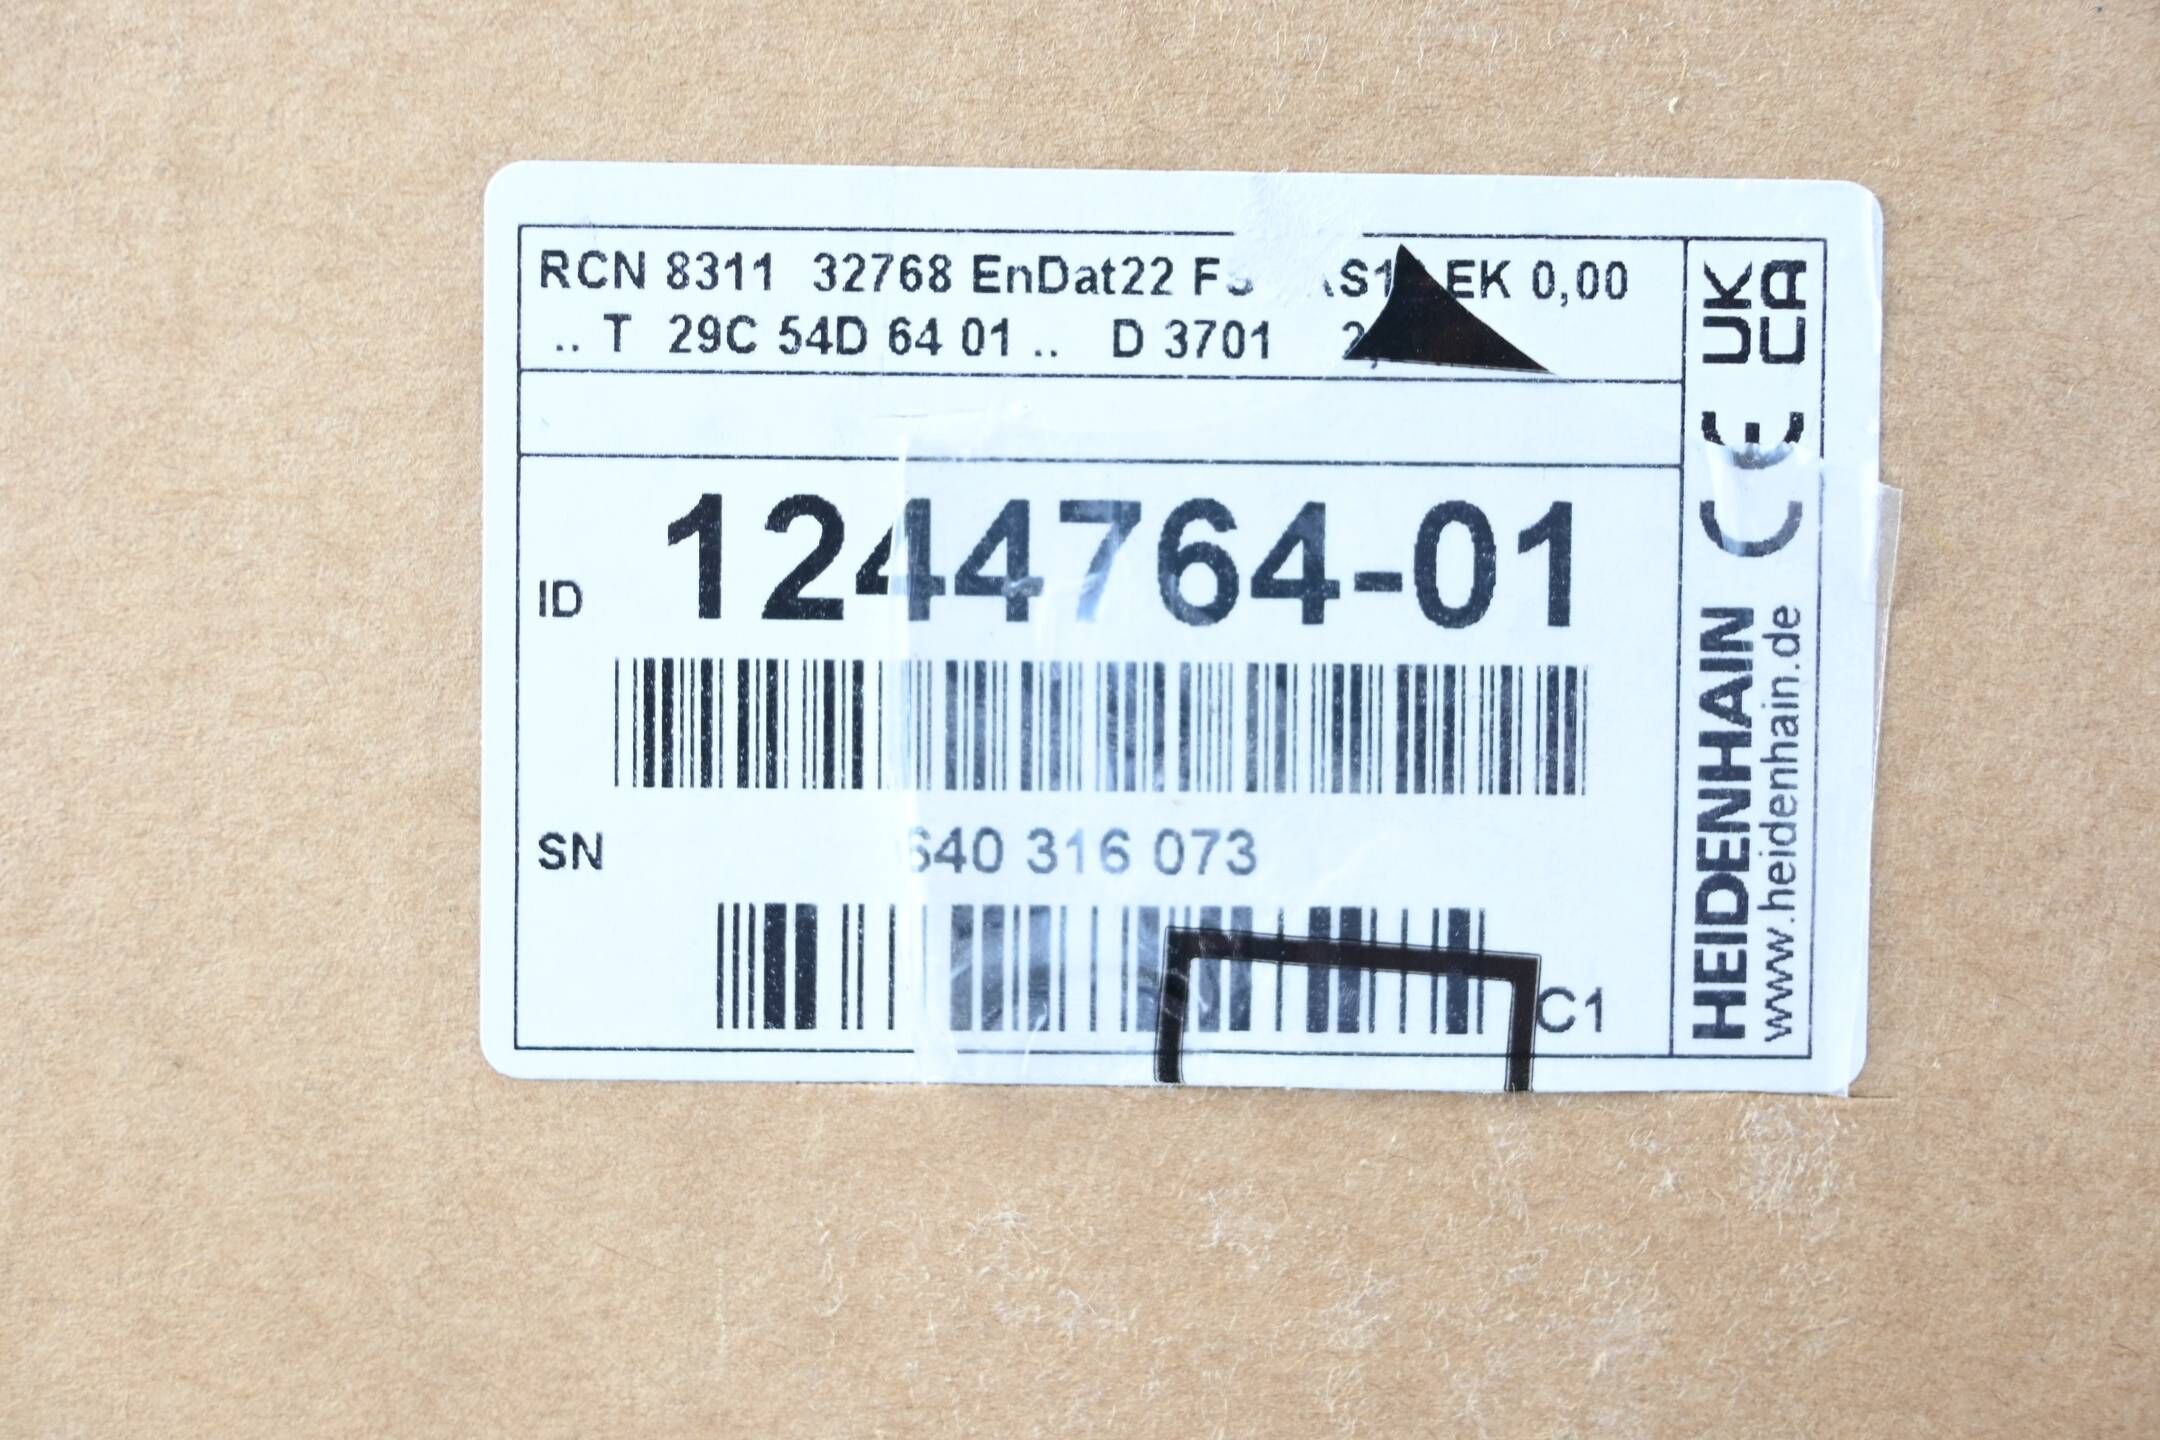 RCN 8311 32768 EnDat22 EK 0,00
.. T 29C 54D 64 01 .. D 3701
ID 1244764-01
SN 640 316 073
C1
HEIDENHAIN CE UK CA
www.heidenhain.de